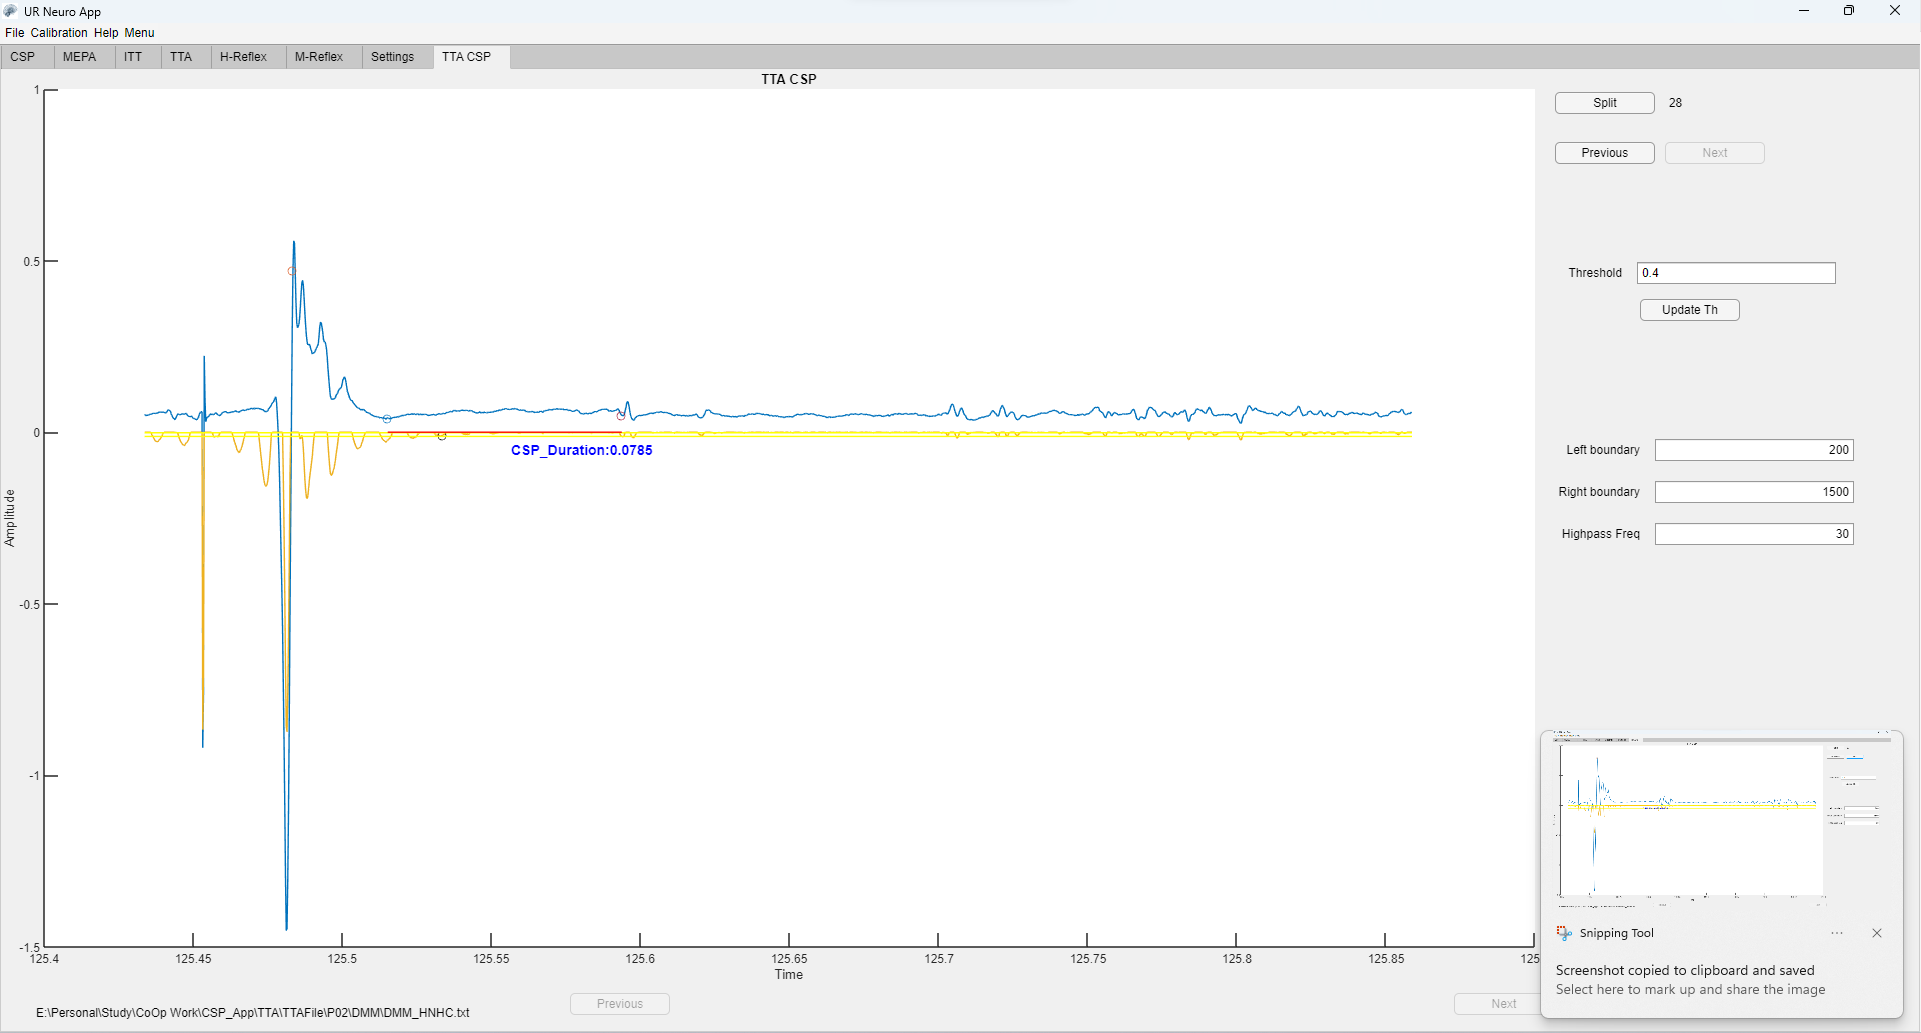 UR Neuro App
File Calibration Help Menu
CSP MEPA ITT TTA H-Reflex M-Reflex Settings TTA CSP
TTA CSP
Split 28
Previous Next
Threshold 0.4
Update Th
Left boundary 200
Right boundary 1500
Highpass Freq 30
1
0.5
0
-0.5
-1
-1.5
Amplitude
CSP_Duration:0.0785
125.4 125.45 125.5 125.55 125.6 125.65 125.7 125.75 125.8 125.85 125
Time
Previous Next
E:\Personal\Study\CoOp Work\CSP_App\TTA\TTAFile\P02\DMM\DMM_HNHC.txt
Snipping Tool
Screenshot copied to clipboard and saved
Select here to mark up and share the image